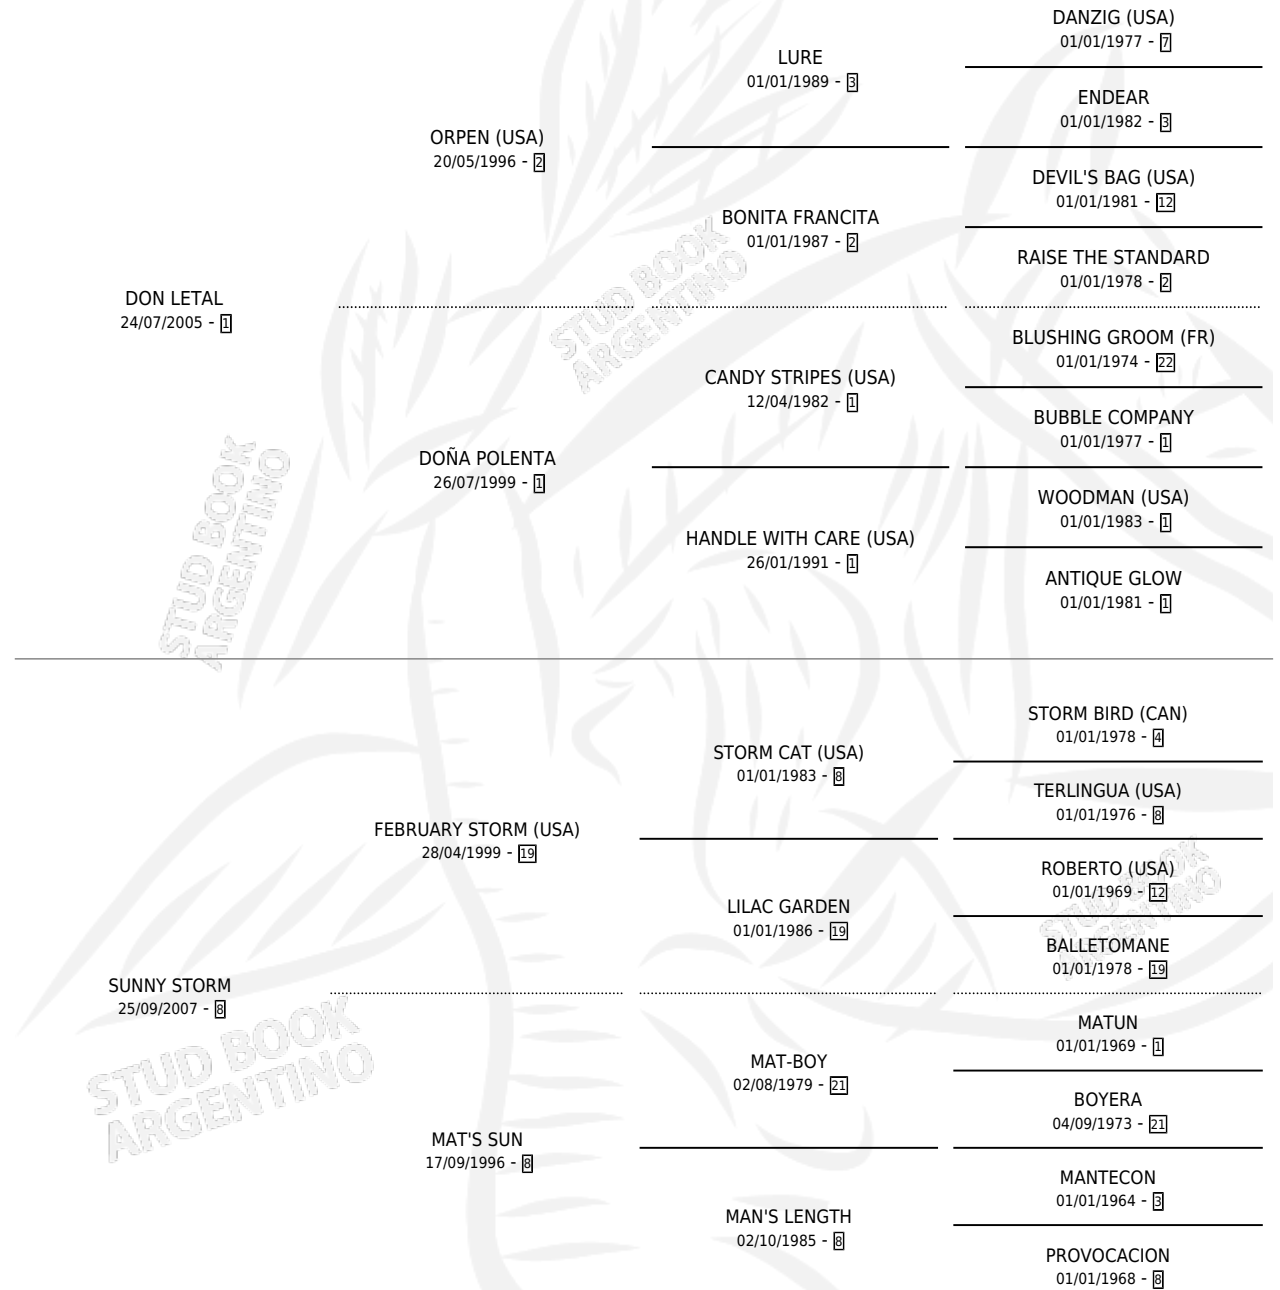 DANZIG (USA)
01/01/1977 - 7
LURE
01/01/1989 - 3
ENDEAR
01/01/1982 - 3
ORPEN (USA)
20/05/1996 - 2
DEVIL'S BAG (USA)
01/01/1981 - 12
BONITA FRANCITA
01/01/1987 - 2
RAISE THE STANDARD
01/01/1978 - 2
DON LETAL
24/07/2005 - 1
BLUSHING GROOM (FR)
01/01/1974 - 22
CANDY STRIPES (USA)
12/04/1982 - 1
BUBBLE COMPANY
01/01/1977 - 1
DOÑA POLENTA
26/07/1999 - 1
WOODMAN (USA)
01/01/1983 - 1
HANDLE WITH CARE (USA)
26/01/1991 - 1
ANTIQUE GLOW
01/01/1981 - 1
STUD BOOK
ARGENTINO
STUD BOOK
ARGENTINO
STORM BIRD (CAN)
01/01/1978 - 4
STORM CAT (USA)
01/01/1983 - 8
TERLINGUA (USA)
01/01/1976 - 8
FEBRUARY STORM (USA)
28/04/1999 - 19
ROBERTO (USA)
01/01/1969 - 12
LILAC GARDEN
01/01/1986 - 19
BALLETOMANE
01/01/1978 - 19
SUNNY STORM
25/09/2007 - 8
MATUN
01/01/1969 - 1
MAT-BOY
02/08/1979 - 21
BOYERA
04/09/1973 - 21
MAT'S SUN
17/09/1996 - 8
MANTECON
01/01/1964 - 3
MAN'S LENGTH
02/10/1985 - 8
PROVOCACION
01/01/1968 - 8
STUD BOOK
ARGENTINO
STUD BOOK
ARGENTINO